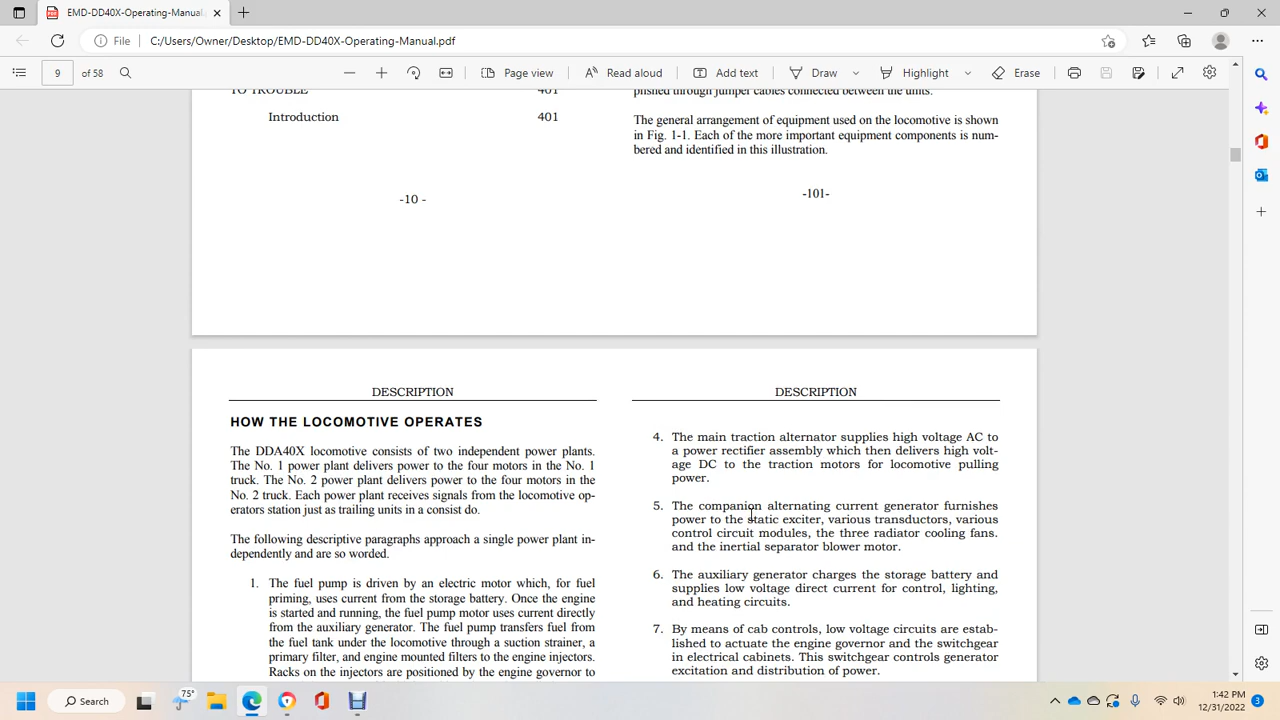 EMD-DD40X-Operating-Manual.
File
C:/Users/Owner/Desktop/EMD-DD40X-Operating-Manual.pdf
9
of 58
Page view
Read aloud
Add text
Draw
Highlight
Erase
TO TROUBLE
401
Introduction
401
-10 -
plished through jumper cables connected between the units.
The general arrangement of equipment used on the locomotive is shown
in Fig. 1-1. Each of the more important equipment components is num-
bered and identified in this illustration.
-101-
DESCRIPTION
HOW THE LOCOMOTIVE OPERATES
The DDA40X locomotive consists of two independent power plants.
The No. 1 power plant delivers power to the four motors in the No. 1
truck. The No. 2 power plant delivers power to the four motors in the
No. 2 truck. Each power plant receives signals from the locomotive op-
erators station just as trailing units in a consist do.
The following descriptive paragraphs approach a single power plant in-
dependently and are so worded.
1. The fuel pump is driven by an electric motor which, for fuel
priming, uses current from the storage battery. Once the engine
is started and running, the fuel pump motor uses current directly
from the auxiliary generator. The fuel pump transfers fuel from
the fuel tank under the locomotive through a suction strainer, a
primary filter, and engine mounted filters to the engine injectors.
Racks on the injectors are positioned by the engine governor to
DESCRIPTION
4. The main traction alternator supplies high voltage AC to
a power rectifier assembly which then delivers high volt-
age DC to the traction motors for locomotive pulling
power.
5. The companion alternating current generator furnishes
power to the static exciter, various transductors, various
control circuit modules, the three radiator cooling fans.
and the inertial separator blower motor.
6. The auxiliary generator charges the storage battery and
supplies low voltage direct current for control, lighting,
and heating circuits.
7. By means of cab controls, low voltage circuits are estab-
lished to actuate the engine governor and the switchgear
in electrical cabinets. This switchgear controls generator
excitation and distribution of power.
Search
75°
1:42 PM
12/31/2022
3